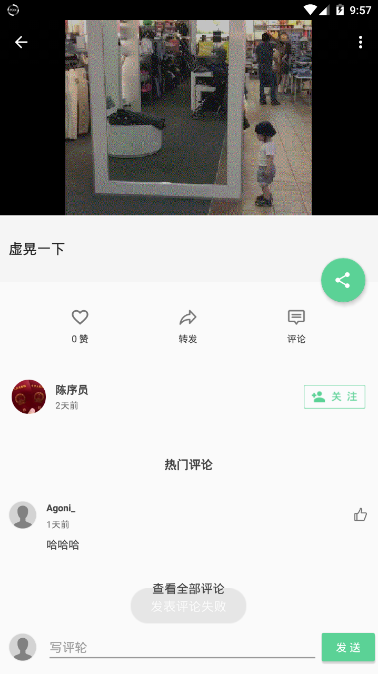 9:57
虚晃一下
0 赞
转发
评论
陈序员
2天前
关 注
热门评论
Agoni_
1天前
哈哈哈
查看全部评论
发表评论失败
写评轮
发 送